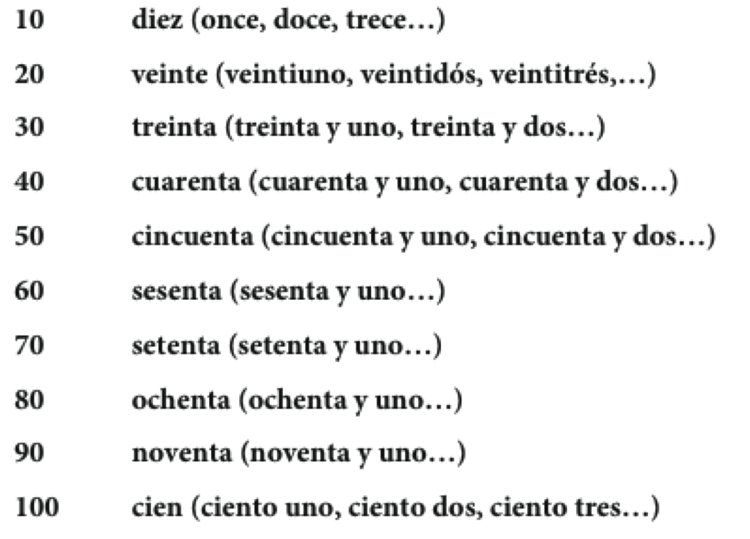 10 diez (once, doce, trece…)
20 veinte (veintiuno, veintidós, veintitrés,…)
30 treinta (treinta y uno, treinta y dos…)
40 cuarenta (cuarenta y uno, cuarenta y dos…)
50 cincuenta (cincuenta y uno, cincuenta y dos…)
60 sesenta (sesenta y uno…)
70 setenta (setenta y uno…)
80 ochenta (ochenta y uno…)
90 noventa (noventa y uno…)
100 cien (ciento uno, ciento dos, ciento tres…)